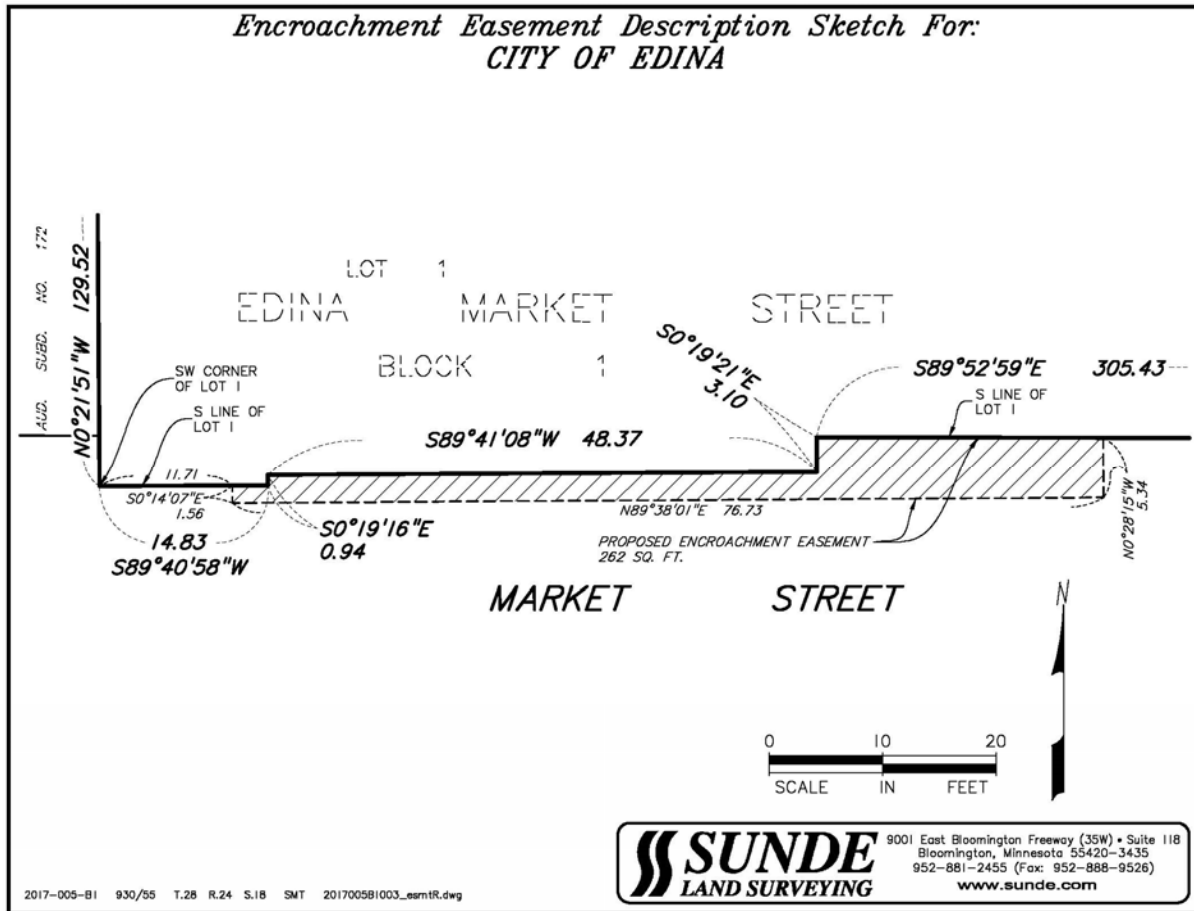 Encroachment Easement Description Sketch For:
CITY OF EDINA
AUD. SUBD. NO. 172
N0°21'51"W 129.52
LOT 1
EDINA MARKET STREET
BLOCK 1
SW CORNER
OF LOT 1
S LINE OF
LOT 1
S0°19'21"E
3.10
S89°52'59"E 305.43
S LINE OF
LOT 1
S89°41'08"W 48.37
11.71
S0°14'07"E
1.56
14.83
S89°40'58"W
S0°19'16"E
0.94
N89°38'01"E 76.73
PROPOSED ENCROACHMENT EASEMENT
262 SQ. FT.
N0°28'15"W
5.34
MARKET STREET
N
0 10 20
SCALE IN FEET
SUNDE
LAND SURVEYING
9001 East Bloomington Freeway (35W) • Suite 118
Bloomington, Minnesota 55420-3435
952-881-2455 (Fax: 952-888-9526)
www.sunde.com
2017-005-B1 930/55 T.28 R.24 S.18 SMT 2017005B1003_esmtR.dwg